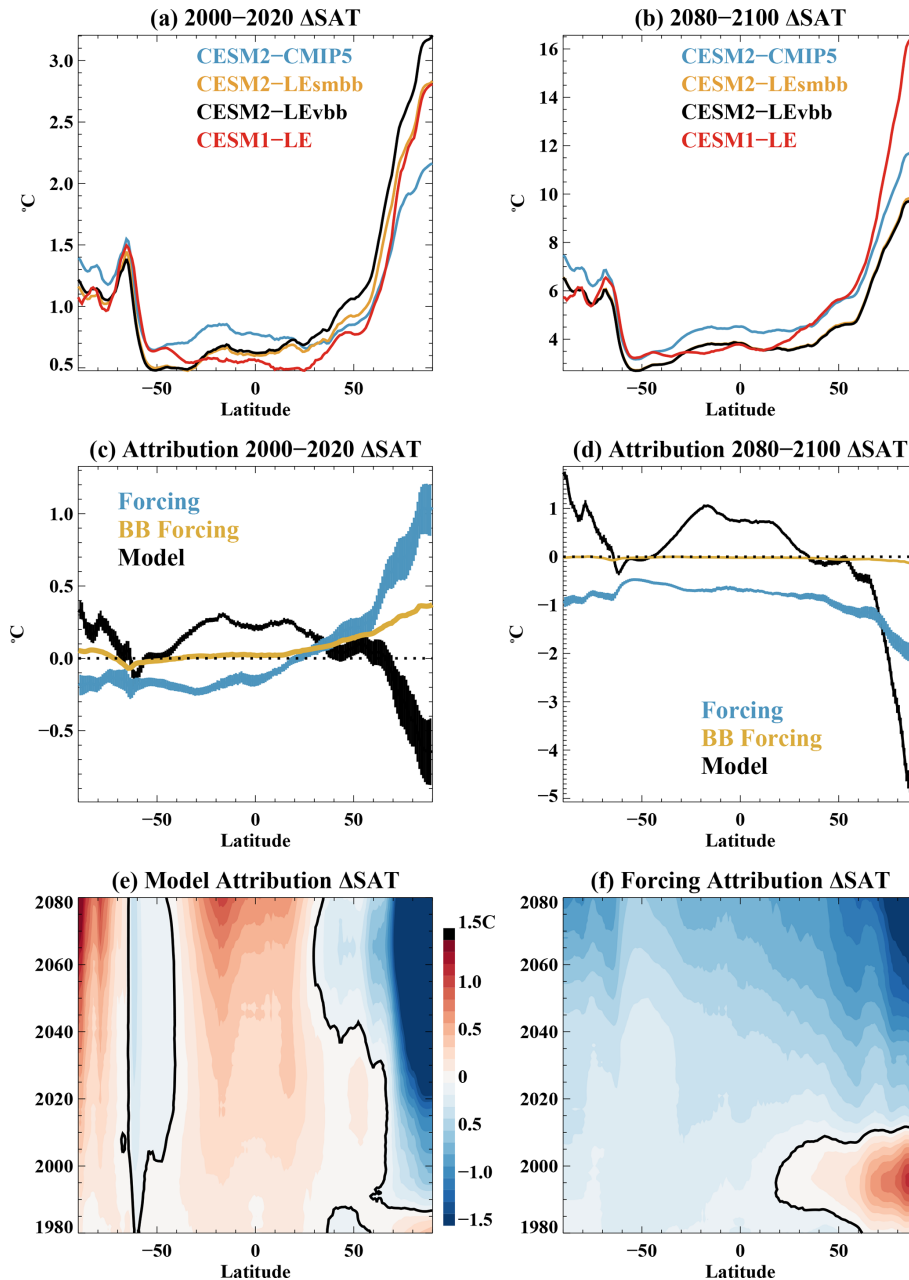 (a) 2000−2020 ΔSAT
3.0
2.5
2.0
1.5
1.0
0.5
°C
CESM2−CMIP5
CESM2−LEsmbb
CESM2−LEvbb
CESM1−LE
−50
0
50
Latitude
(b) 2080−2100 ΔSAT
16
14
12
10
8
6
4
°C
CESM2−CMIP5
CESM2−LEsmbb
CESM2−LEvbb
CESM1−LE
−50
0
50
Latitude
(c) Attribution 2000−2020 ΔSAT
1.0
0.5
0.0
−0.5
°C
Forcing
BB Forcing
Model
−50
0
50
Latitude
(d) Attribution 2080−2100 ΔSAT
1
0
−1
−2
−3
−4
−5
°C
Forcing
BB Forcing
Model
−50
0
50
Latitude
(e) Model Attribution ΔSAT
2080
2060
2040
2020
2000
1980
−50
0
50
Latitude
1.5C
1.0
0.5
0
−0.5
−1.0
−1.5
(f) Forcing Attribution ΔSAT
2080
2060
2040
2020
2000
1980
−50
0
50
Latitude